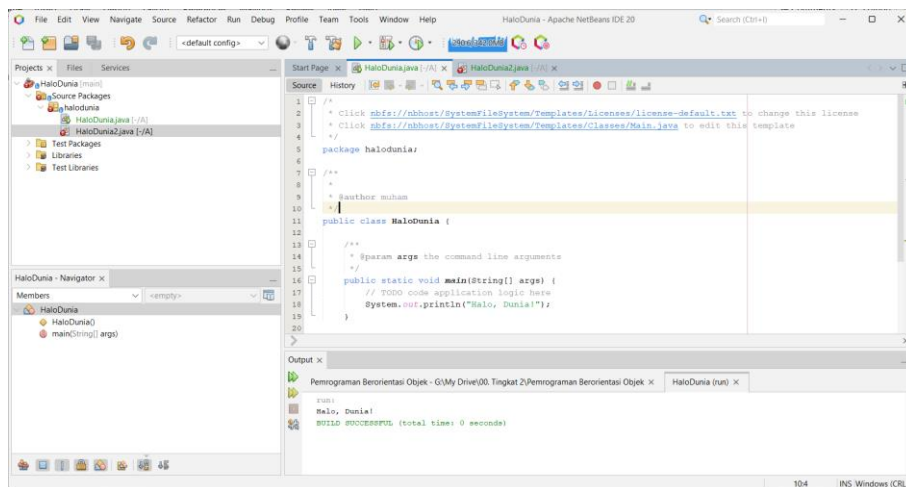 File Edit View Navigate Source Refactor Run Debug Profile Team Tools Window Help
HaloDunia - Apache NetBeans IDE 20
Search (Ctrl+I)
<default config>
Projects × Files Services
HaloDunia [main]
Source Packages
halodunia
HaloDunia.java [-/A]
HaloDunia2.java [-/A]
Test Packages
Libraries
Test Libraries
HaloDunia - Navigator ×
Members
<empty>
HaloDunia
HaloDunia()
main(String[] args)
Start Page × HaloDunia.java [-/A] × HaloDunia2.java [-/A] ×
Source History
1 /*
2 * Click nbfs://nbhost/SystemFileSystem/Templates/Licenses/license-default.txt to change this license
3 * Click nbfs://nbhost/SystemFileSystem/Templates/Classes/Main.java to edit this template
4 */
5 package halodunia;
6
7 /**
8 *
9 * @author muham
10 */
11 public class HaloDunia {
12
13 /**
14 * @param args the command line arguments
15 */
16 public static void main(String[] args) {
17 // TODO code application logic here
18 System.out.println("Halo, Dunia!");
19 }
20
Output ×
Pemrograman Berorientasi Objek - G:\My Drive\00. Tingkat 2\Pemrograman Berorientasi Objek × HaloDunia (run) ×
run:
Halo, Dunia!
BUILD SUCCESSFUL (total time: 0 seconds)
10:4 INS Windows (CRL